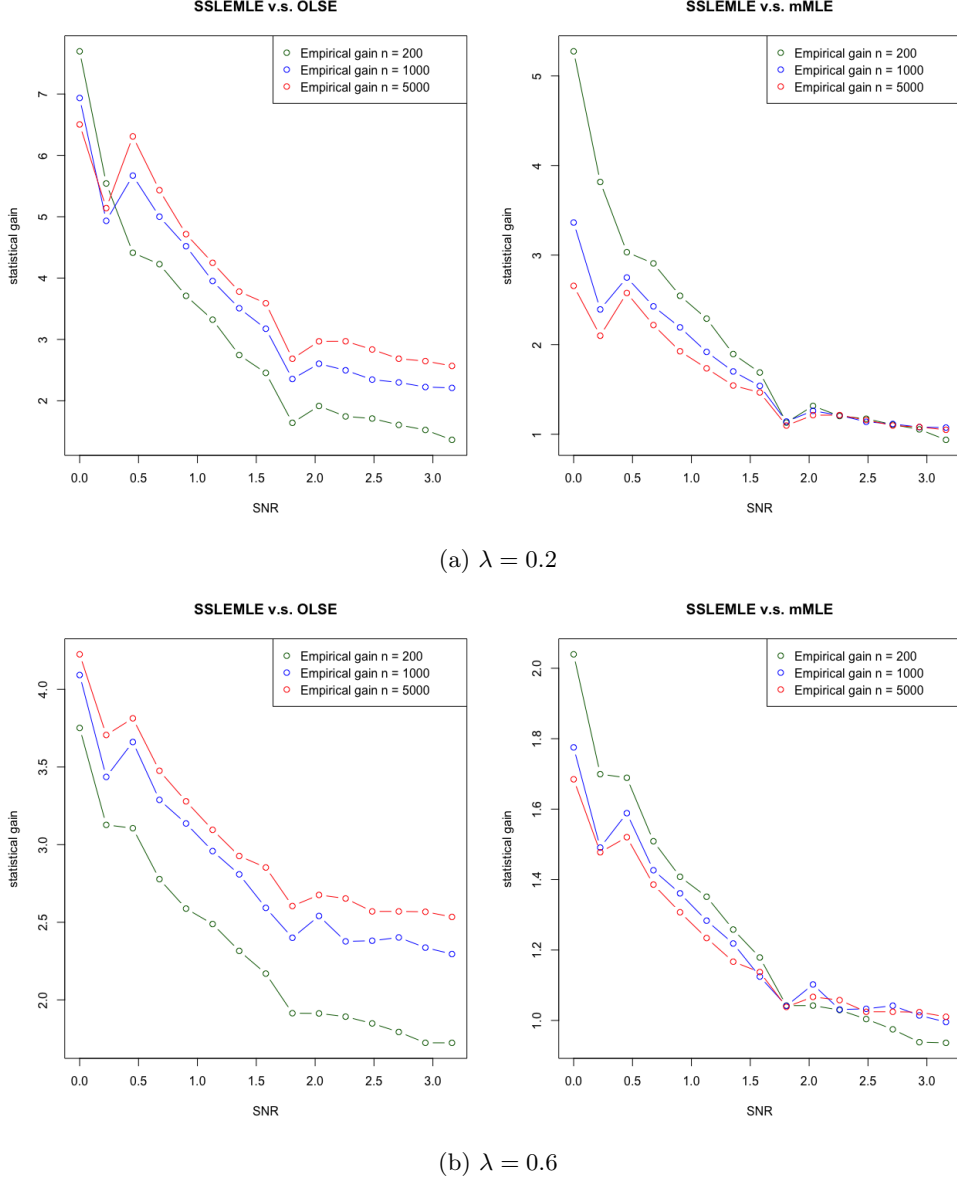 SSLEMLE v.s. OLSE
Empirical gain n = 200
Empirical gain n = 1000
Empirical gain n = 5000
statistical gain
7
6
5
4
3
2
0.0 0.5 1.0 1.5 2.0 2.5 3.0
SNR
SSLEMLE v.s. mMLE
Empirical gain n = 200
Empirical gain n = 1000
Empirical gain n = 5000
statistical gain
5
4
3
2
1
0.0 0.5 1.0 1.5 2.0 2.5 3.0
SNR
(a) λ = 0.2
SSLEMLE v.s. OLSE
Empirical gain n = 200
Empirical gain n = 1000
Empirical gain n = 5000
statistical gain
4.0
3.5
3.0
2.5
2.0
0.0 0.5 1.0 1.5 2.0 2.5 3.0
SNR
SSLEMLE v.s. mMLE
Empirical gain n = 200
Empirical gain n = 1000
Empirical gain n = 5000
statistical gain
2.0
1.8
1.6
1.4
1.2
1.0
0.0 0.5 1.0 1.5 2.0 2.5 3.0
SNR
(b) λ = 0.6